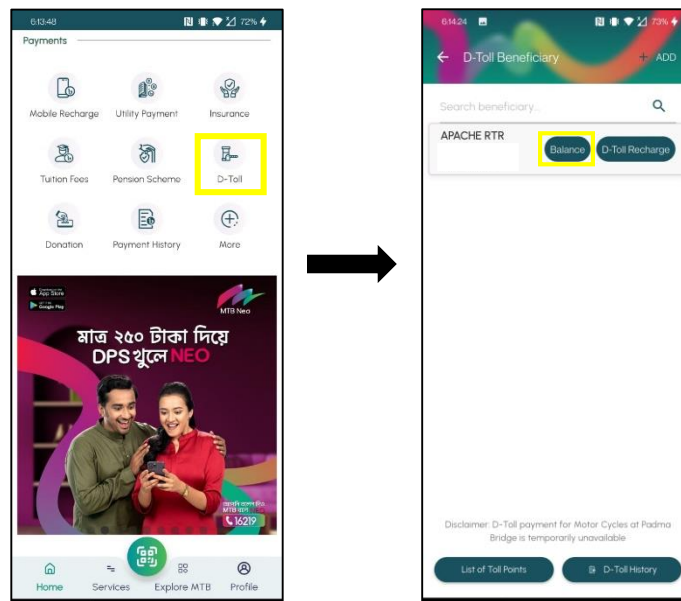 6:13:48
72%
Payments
Mobile Recharge
Utility Payment
Insurance
Tuition Fees
Pension Scheme
D-Toll
Donation
Payment History
More
App Store
Google Play
MTB Neo
মাত্র ২৫০ টাকা দিয়ে
DPS খুলে NEO
16219
Home
Services
Explore MTB
Profile
6:14:24
73%
D-Toll Beneficiary
+ ADD
Search beneficiary...
APACHE RTR
Balance
D-Toll Recharge
Disclaimer: D-Toll payment for Motor Cycles at Padma
Bridge is temporarily unavailable
List of Toll Points
D-Toll History